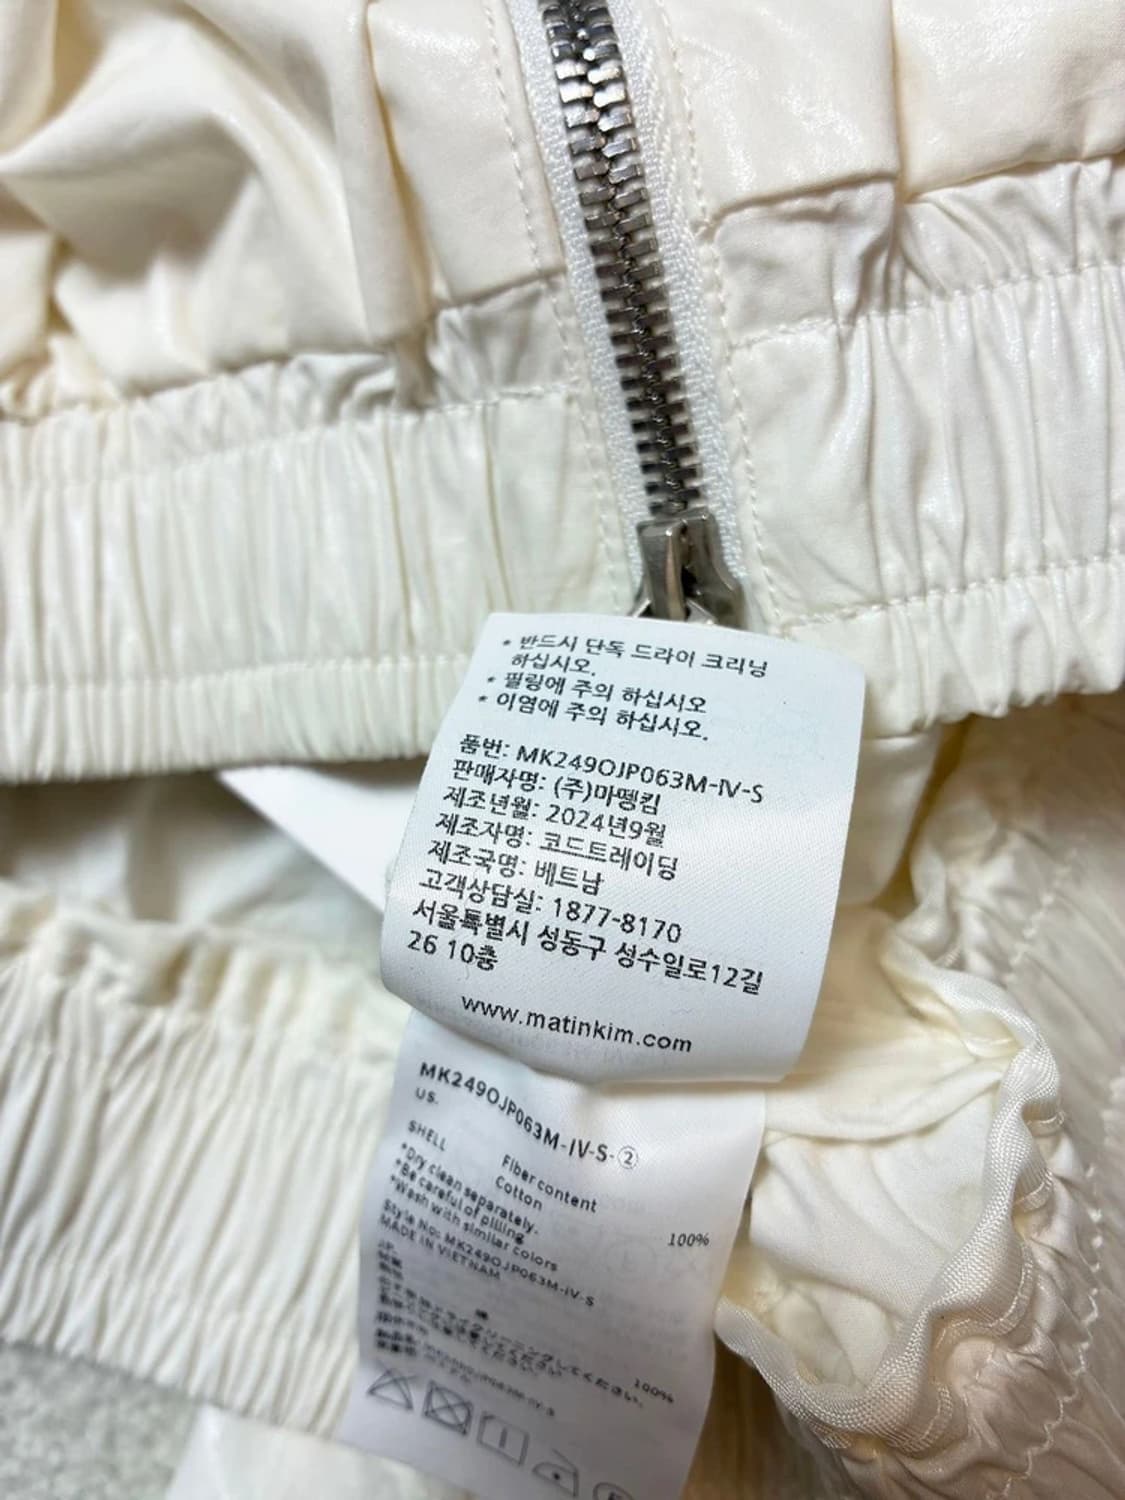 * 반드시 단독 드라이 크리닝
하십시오.
* 필링에 주의 하십시오
* 이염에 주의 하십시오.
품번: MK249OJP063M-IV-S
판매자명: (주)마뗑킴
제조년월: 2024년9월
제조자명: 코드트레이딩
제조국명: 베트남
고객상담실: 1877-8170
서울특별시 성동구 성수일로12길
26 10층
www.matinkim.com
MK249OJP063M-IV-S-②
US.
Fiber content
SHELL Cotton 100%
*Dry clean separately.
*Be careful of pilling.
*Wash with similar colors
Style No: MK249OJP063M-IV-S
MADE IN VIETNAM
JP.
100%